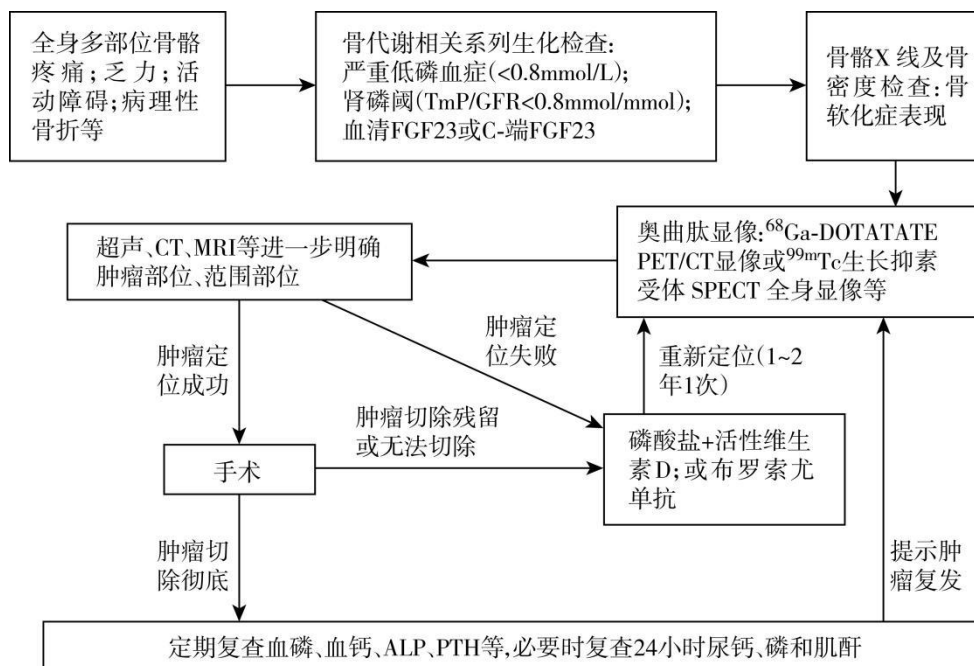 全身多部位骨骼
疼痛;乏力;活
动障碍;病理性
骨折等
骨代谢相关系列生化检查:
严重低磷血症(<0.8mmol/L);
肾磷阈(TmP/GFR<0.8mmol/mmol);
血清FGF23或C-端FGF23
骨骼X 线及骨
密度检查:骨
软化症表现
奥曲肽显像:⁶⁸Ga-DOTATATE
PET/CT显像或⁹⁹ᵐTc生长抑素
受体 SPECT 全身显像等
超声、CT、MRI等进一步明确
肿瘤部位、范围部位
肿瘤定
位成功
肿瘤定
位失败
重新定位(1~2
年1次)
手术
肿瘤切除残留
或无法切除
磷酸盐+活性维生
素D;或布罗索尤
单抗
肿瘤切
除彻底
提示肿
瘤复发
定期复查血磷、血钙、ALP、PTH等,必要时复查24小时尿钙、磷和肌酐